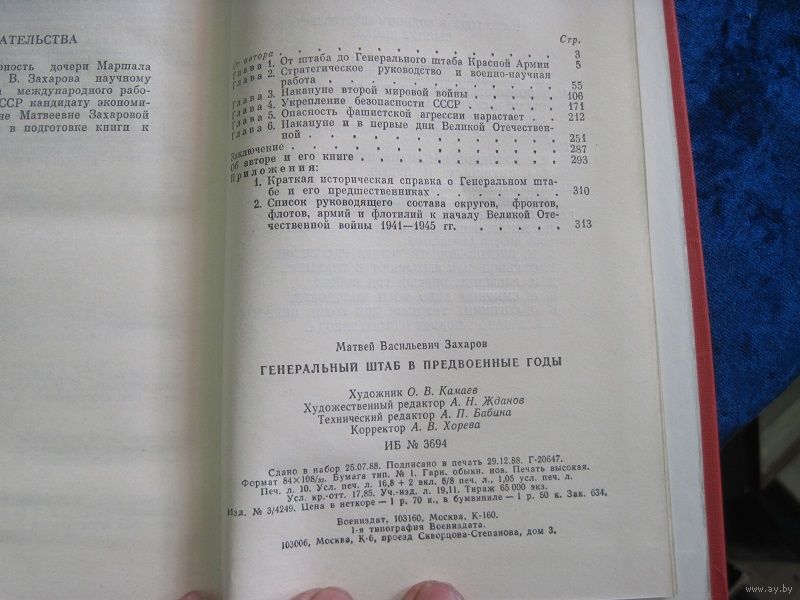 АТЕЛЬСТВА
рность дочери Маршала
В. Захарова научному
а международного рабо-
СССР кандидату экономи-
не Матвеевне Захаровой
в подготовке книги к
Стр.
От автора . . . . . . . . . . . . . 3
Глава 1. От штаба до Генерального штаба Красной Армии 5
Глава 2. Стратегическое руководство и военно-научная
работа . . . . . . . . . . . 55
Глава 3. Накануне второй мировой войны . . . . . 106
Глава 4. Укрепление безопасности СССР . . . . . 171
Глава 5. Опасность фашистской агрессии нарастает . . 212
Глава 6. Накануне и в первые дни Великой Отечествен-
ной . . . . . . . . . . . . 251
Заключение . . . . . . . . . . . . 287
Об авторе и его книге . . . . . . . . . . 293
Приложения:
1. Краткая историческая справка о Генеральном шта-
бе и его предшественниках . . . . . . . 310
2. Список руководящего состава округов, фронтов,
флотов, армий и флотилий к началу Великой Оте-
чественной войны 1941—1945 гг. . . . . . 313
Матвей Васильевич Захаров
ГЕНЕРАЛЬНЫЙ ШТАБ В ПРЕДВОЕННЫЕ ГОДЫ
Художник О. В. Камаев
Художественный редактор А. Н. Жданов
Технический редактор А. П. Бабина
Корректор А. В. Хорева
ИБ № 3694
Сдано в набор 25.07.88. Подписано в печать 29.12.88. Г-20647.
Формат 84×108/32. Бумага тип. № 1. Гарн. обыкн. нов. Печать высокая.
Печ. л. 10. Усл. печ. л. 16,8 + 2 вкл. 5/8 печ. л., 1,05 усл. печ. л.
Усл. кр.-отт. 17,85. Уч.-изд. л. 19,11. Тираж 65 000 экз.
Изд. № 3/4249. Цена в неткоре — 1 р. 70 к., в бумвиниле — 1 р. 50 к. Зак. 634.
Воениздат, 103160, Москва, К-160.
1-я типография Воениздата.
103006, Москва, К-6, проезд Скворцова-Степанова, дом 3.
www.ay.by